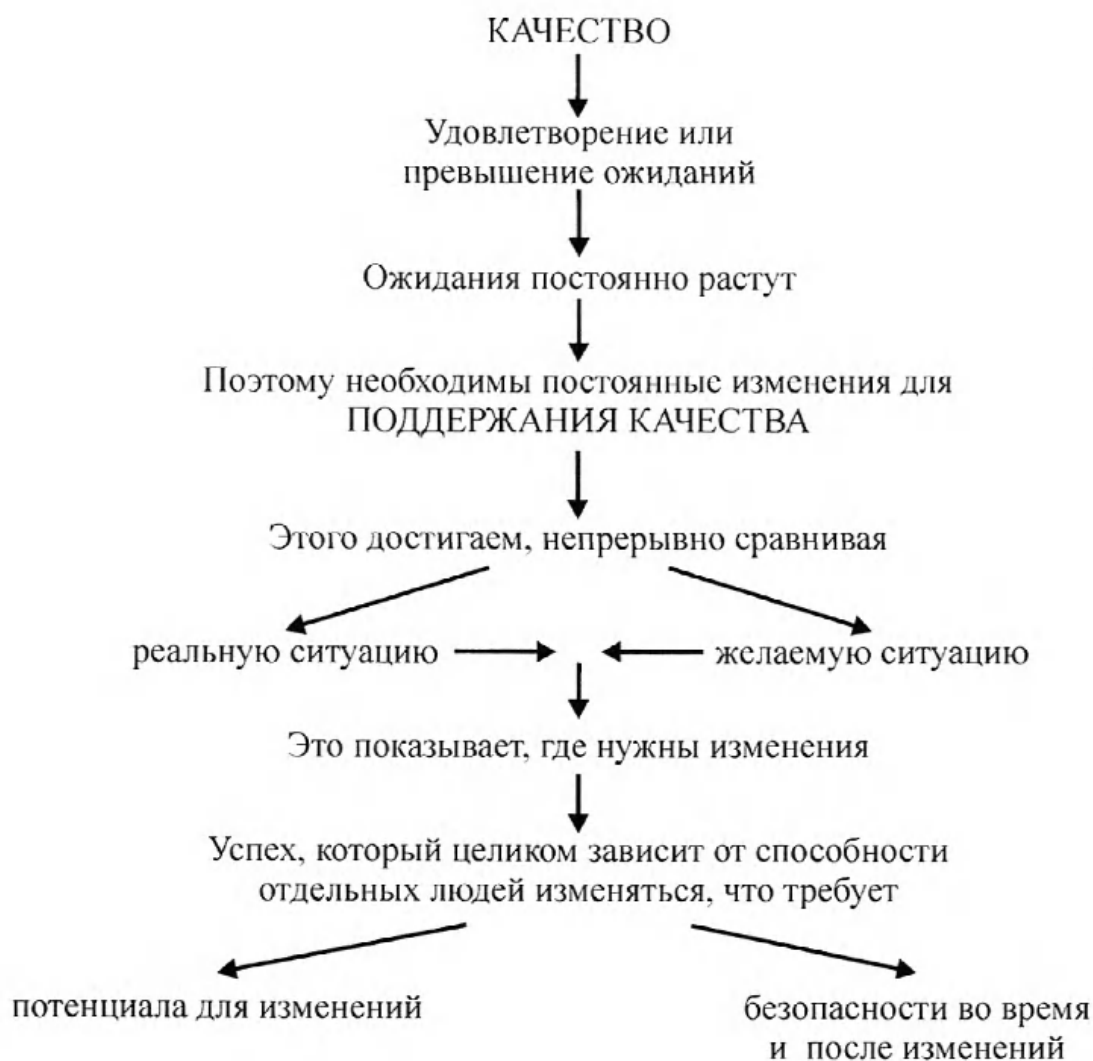 КАЧЕСТВО
Удовлетворение или
превышение ожиданий
Ожидания постоянно растут
Поэтому необходимы постоянные изменения для
ПОДДЕРЖАНИЯ КАЧЕСТВА
Этого достигаем, непрерывно сравнивая
реальную ситуацию
желаемую ситуацию
Это показывает, где нужны изменения
Успех, который целиком зависит от способности
отдельных людей изменяться, что требует
потенциала для изменений
безопасности во время
и после изменений